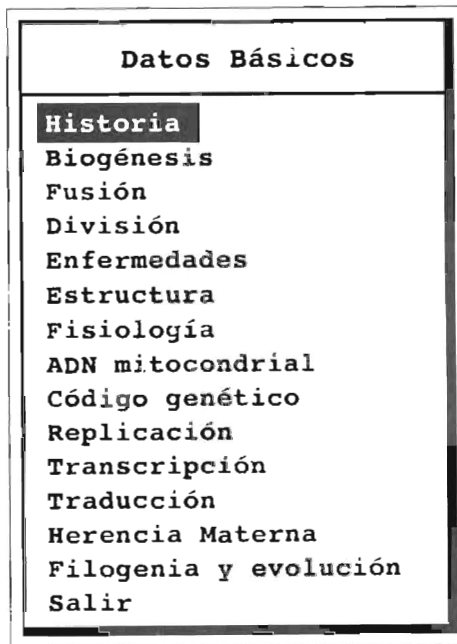 Datos Básicos
Historia
Biogénesis
Fusión
División
Enfermedades
Estructura
Fisiología
ADN mitocondrial
Código genético
Replicación
Transcripción
Traducción
Herencia Materna
Filogenia y evolución
Salir